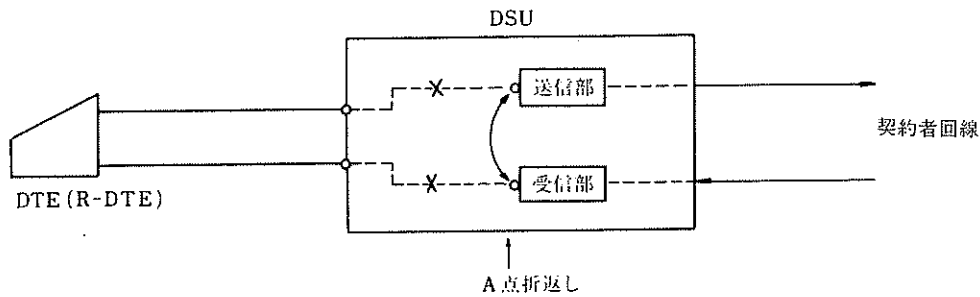 DSU
送信部
契約者回線
受信部
DTE(R-DTE)
A点折返し